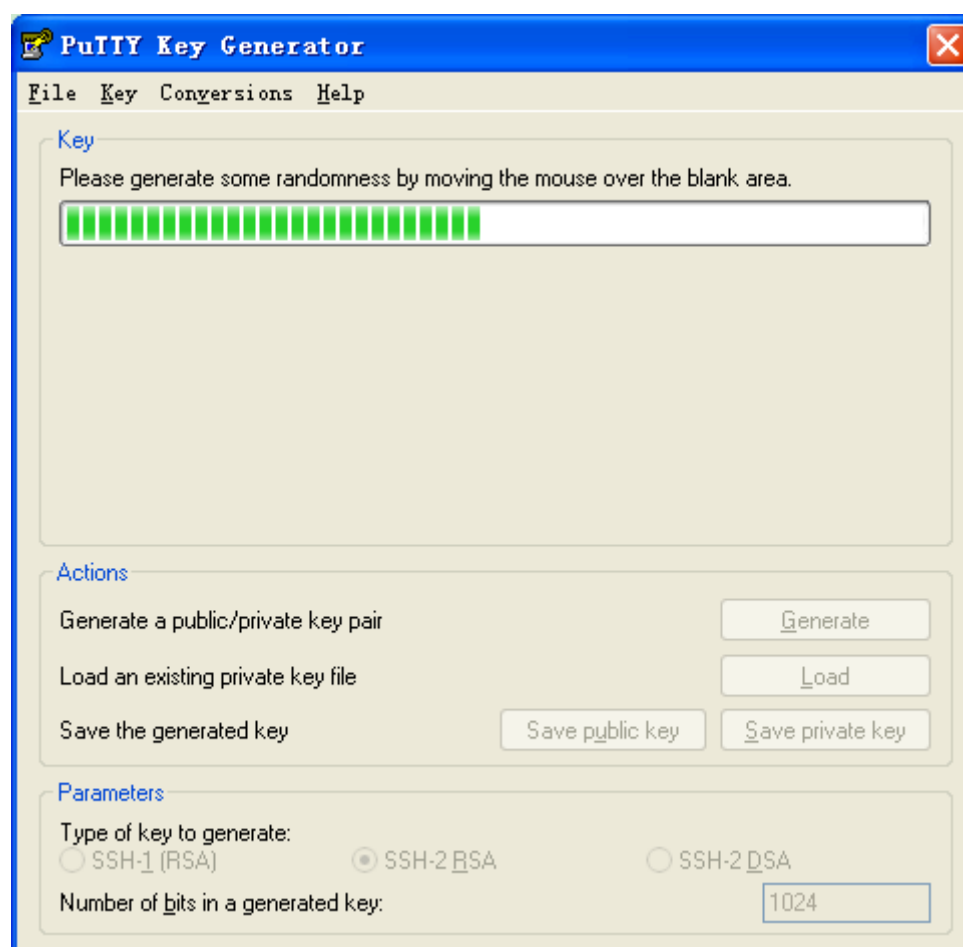 PuTTY Key Generator
File Key Conversions Help
Key
Please generate some randomness by moving the mouse over the blank area.
Actions
Generate a public/private key pair Generate
Load an existing private key file Load
Save the generated key Save public key Save private key
Parameters
Type of key to generate:
SSH-1 (RSA) SSH-2 RSA SSH-2 DSA
Number of bits in a generated key: 1024